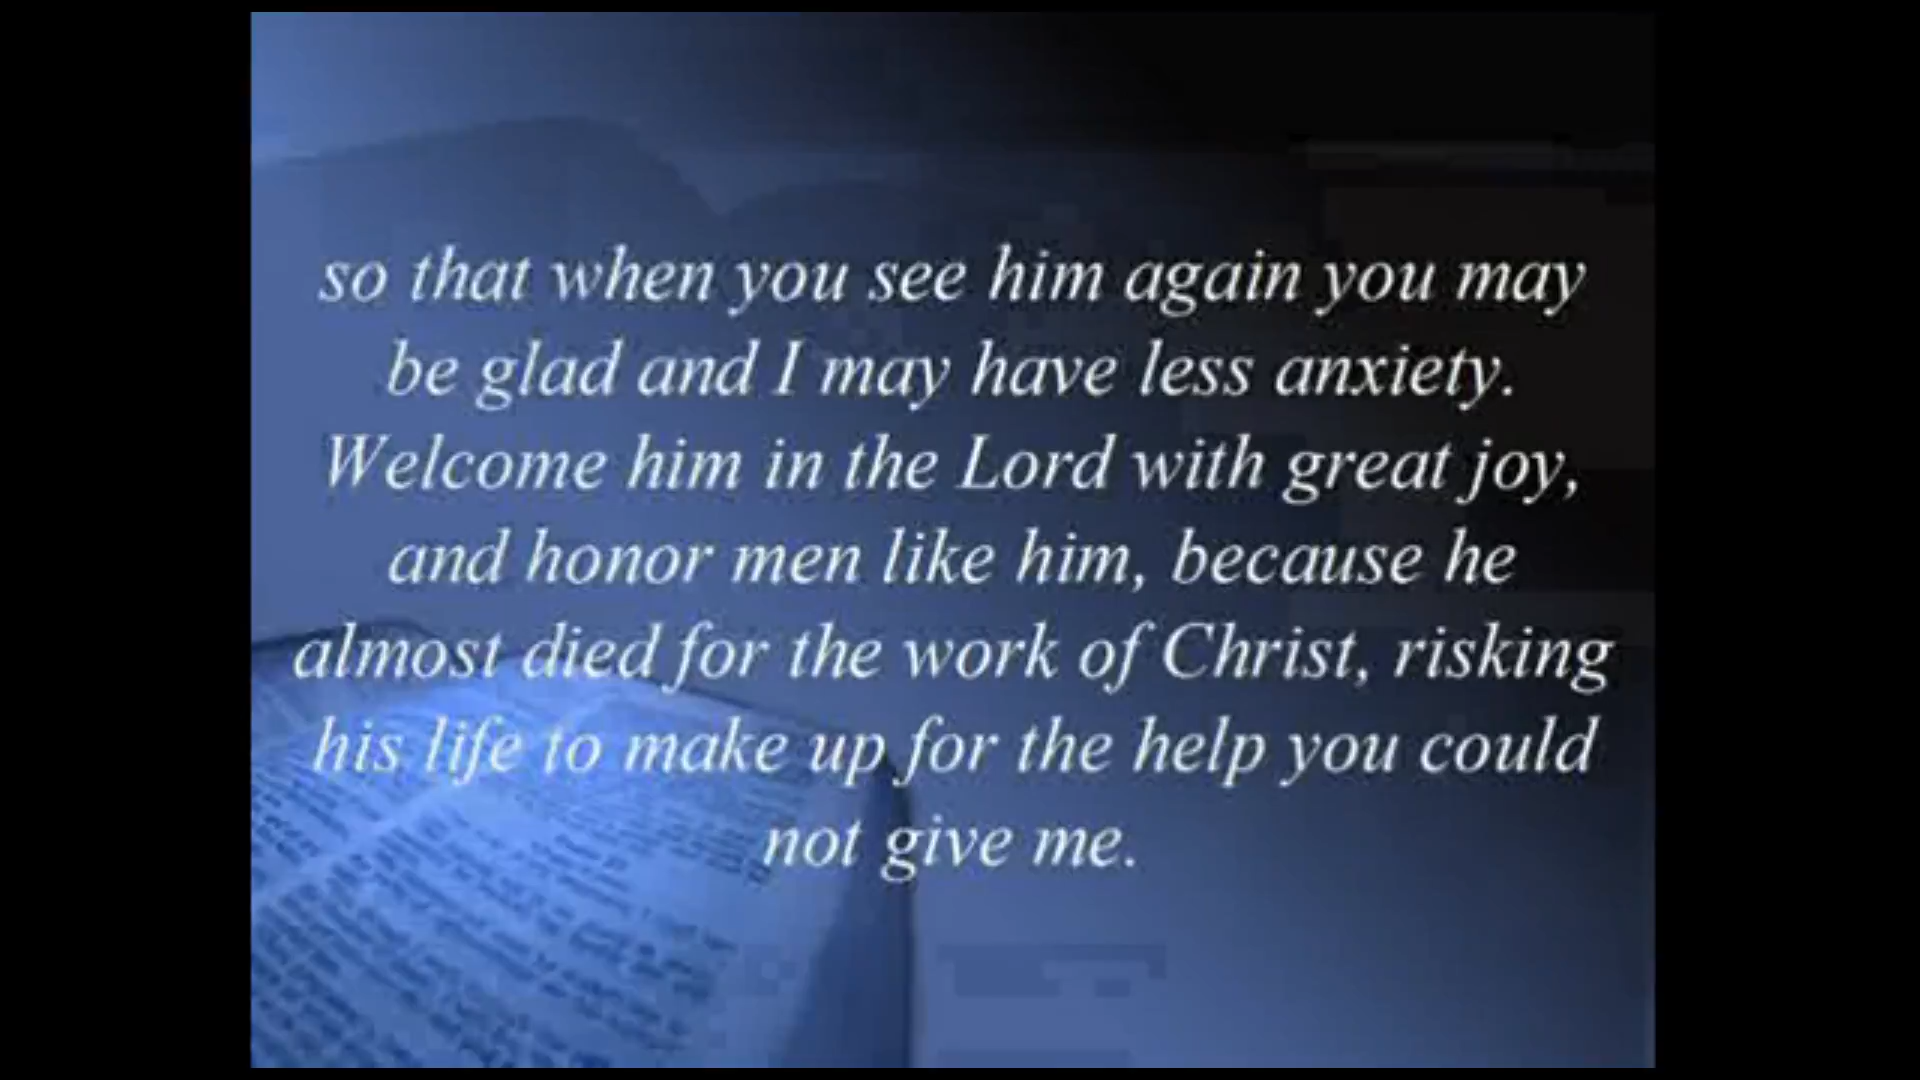 so that when you see him again you may
be glad and I may have less anxiety.
Welcome him in the Lord with great joy,
and honor men like him, because he
almost died for the work of Christ, risking
his life to make up for the help you could
not give me.